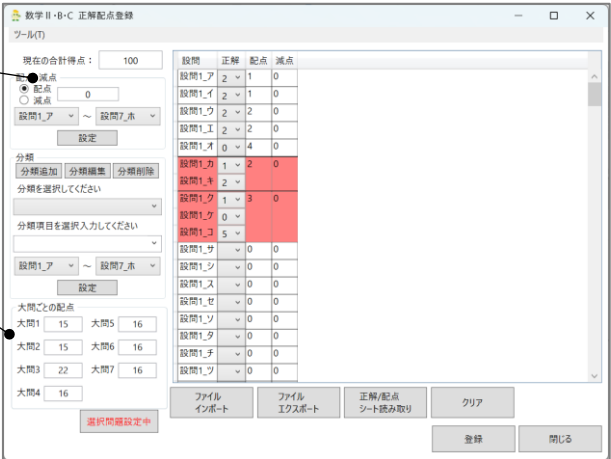 数学Ⅱ・B・C 正解配点登録
ツール(T)
現在の合計得点： 100
減点
配点 0
減点
設問1_ア ～ 設問7_ホ
設定
分類
分類追加 分類編集 分類削除
分類を選択してください
分類項目を選択入力してください
設問1_ア ～ 設問7_ホ
設定
大問ごとの配点
大問1 15 大問5 16
大問2 15 大問6 16
大問3 22 大問7 16
大問4 16
選択問題設定中
設問 正解 配点 減点
設問1_ア 2 1 0
設問1_イ 2 1 0
設問1_ウ 2 2 0
設問1_エ 2 2 0
設問1_オ 0 4 0
設問1_カ 1 2 0
設問1_キ 2
設問1_ク 1 3 0
設問1_ケ 0
設問1_コ 5
設問1_サ 0 0
設問1_シ 0 0
設問1_ス 0 0
設問1_セ 0 0
設問1_ソ 0 0
設問1_タ 0 0
設問1_チ 0 0
設問1_ツ 0 0
ファイル
インポート
ファイル
エクスポート
正解/配点
シート読み取り
クリア
登録 閉じる